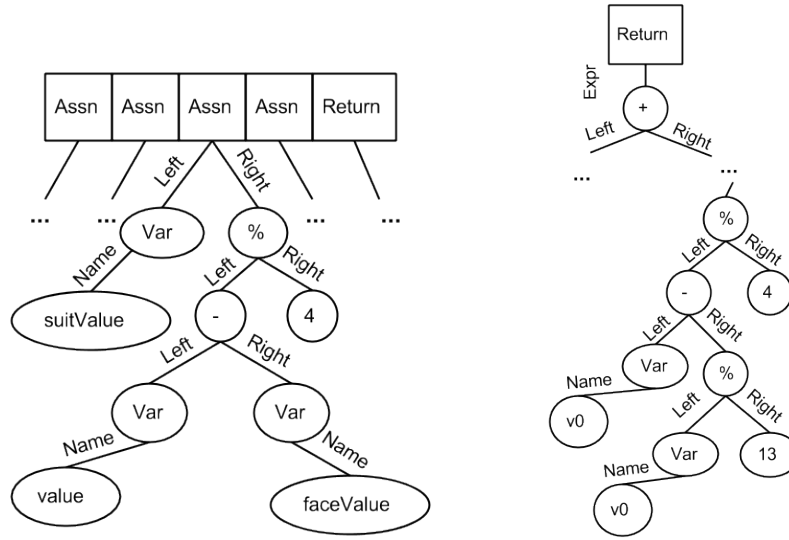 Assn Assn Assn Assn Return
Left Right
... ... ... ...
Var %
Name Left Right
suitValue - 4
Left Right
Var Var
Name Name
value faceValue
Return
Expr
+
Left Right
... ...
%
Left Right
- 4
Left Right
Var %
Name Left Right
v0 Var 13
Name
v0